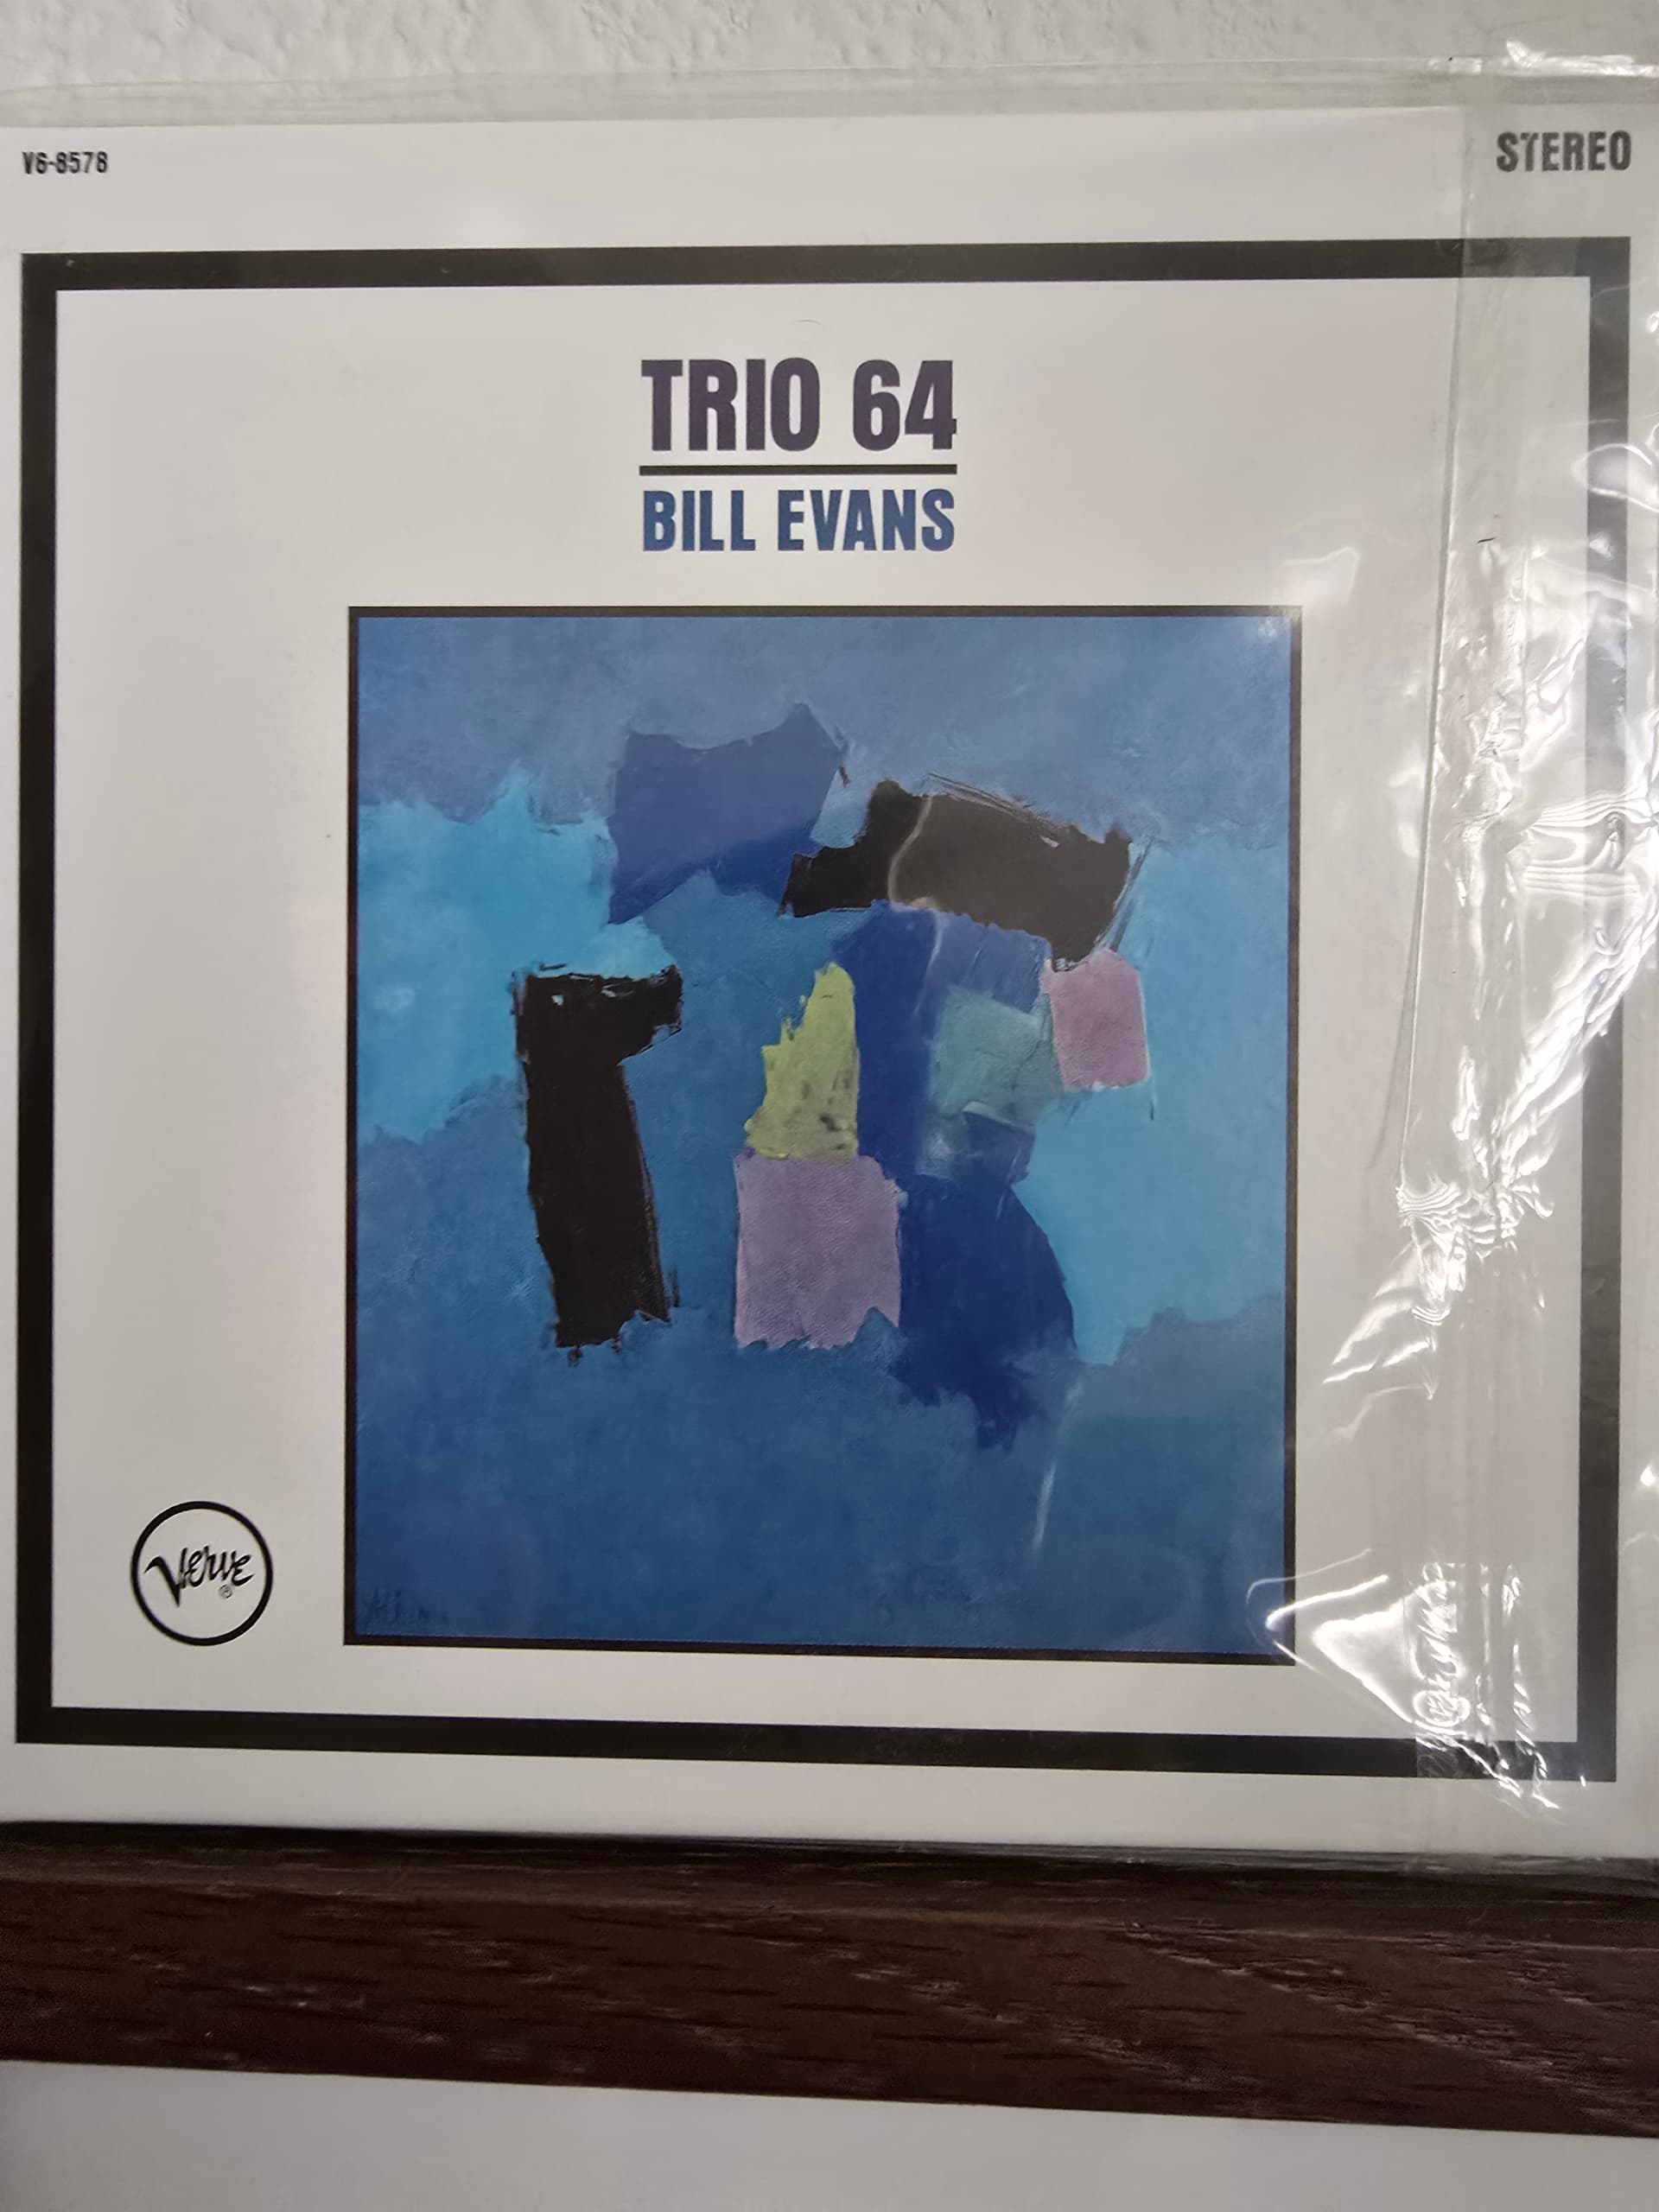 V6-8578
STEREO
TRIO 64
BILL EVANS
Verve